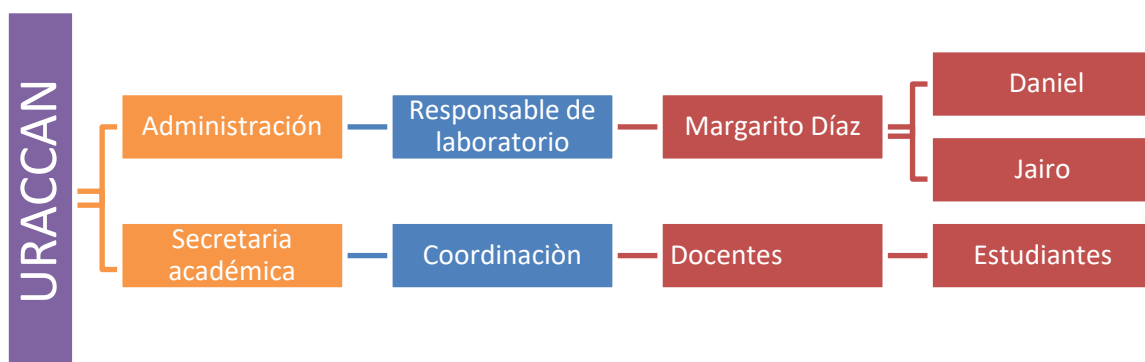 URACCAN
Administración
Responsable de
laboratorio
Margarito Díaz
Daniel
Jairo
Secretaria
académica
Coordinaciòn
Docentes
Estudiantes